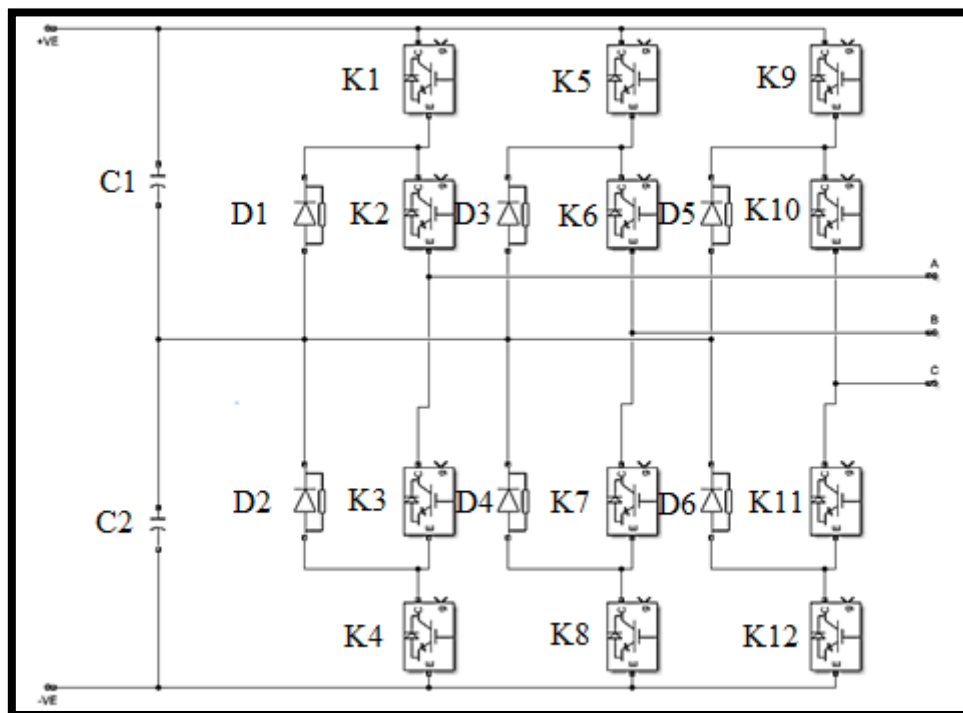 +VE
K1 K5 K9
C1 D1 K2 D3 K6 D5 K10
A
B
C
C2 D2 K3 D4 K7 D6 K11
K4 K8 K12
-VE